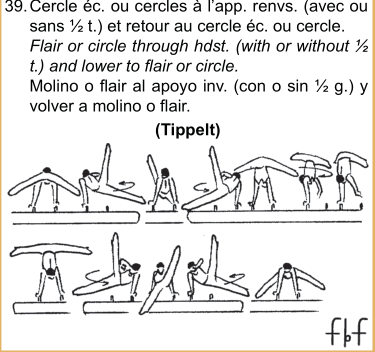 39. Cercle éc. ou cercles à l'app. renvs. (avec ou
sans ½ t.) et retour au cercle éc. ou cercle.
Flair or circle through hdst. (with or without ½
t.) and lower to flair or circle.
Molino o flair al apoyo inv. (con o sin ½ g.) y
volver a molino o flair.
(Tippelt)
fbf